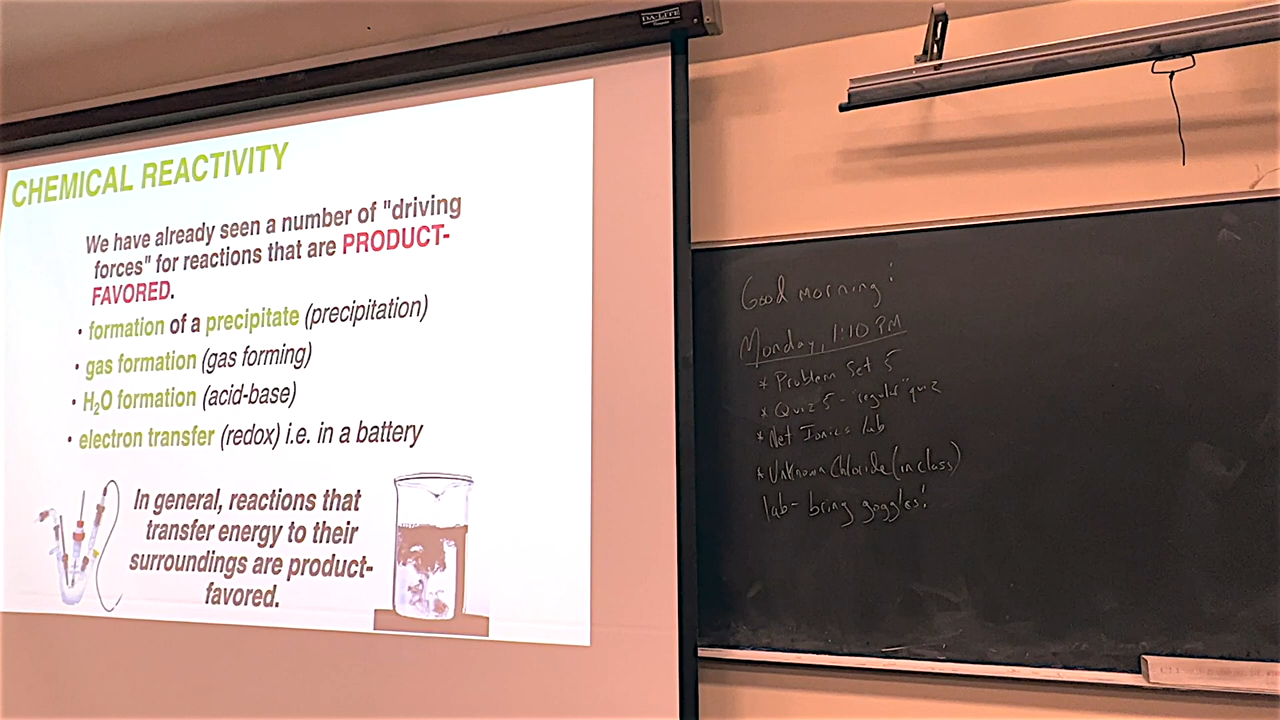 DA-LITE
CHEMICAL REACTIVITY
We have already seen a number of "driving
forces" for reactions that are PRODUCT-
FAVORED.
• formation of a precipitate (precipitation)
• gas formation (gas forming)
• H₂O formation (acid-base)
• electron transfer (redox) i.e. in a battery
In general, reactions that
transfer energy to their
surroundings are product-
favored.
Good morning!
Monday, 1:10 PM
* Problem Set 5
* Quiz 5 - "regular" quiz
* Net Ionics lab
* Unknown Chloride (in class)
lab - bring goggles!